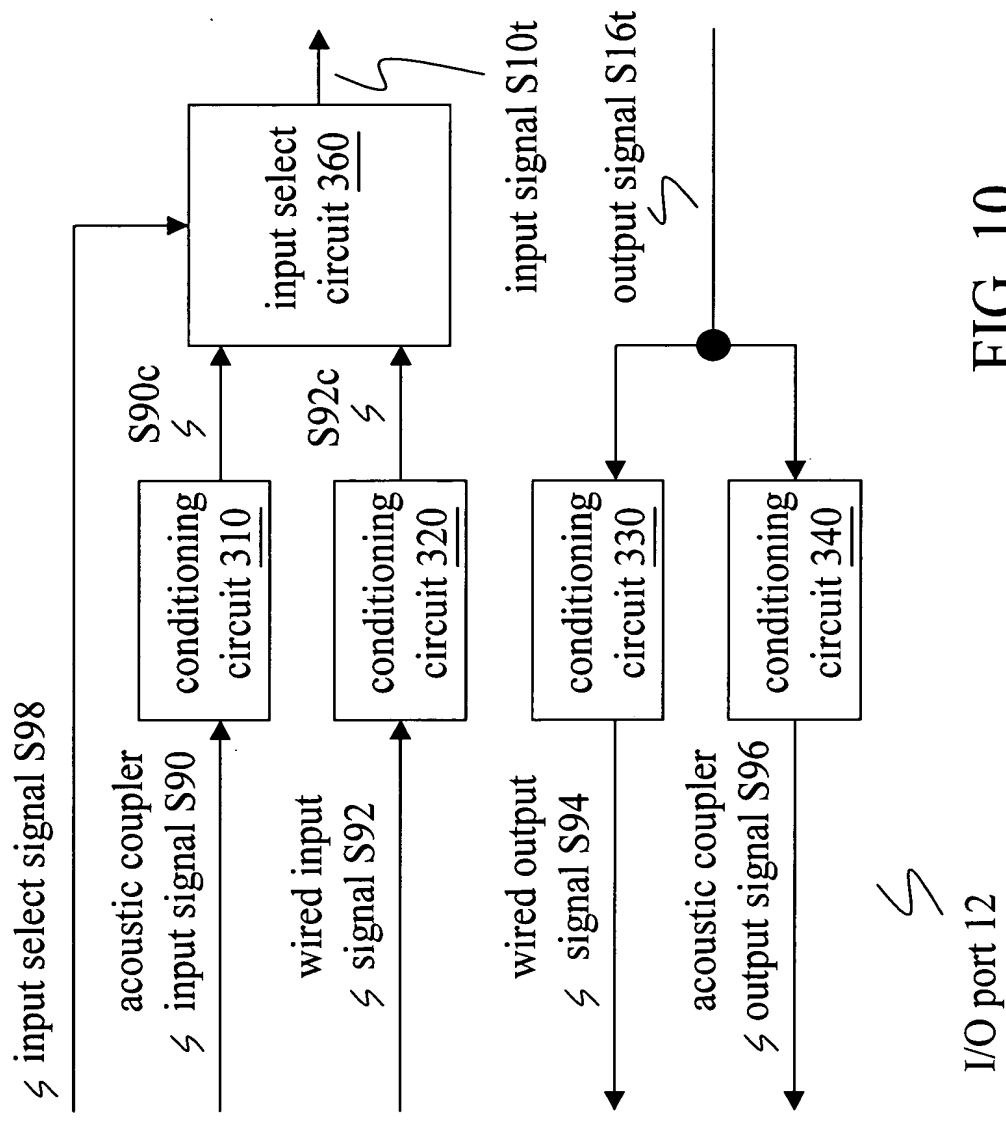 input select signal S98
acoustic coupler
input signal S90
conditioning
circuit 310
S90c
input select
circuit 360
input signal S10t
wired input
signal S92
conditioning
circuit 320
S92c
wired output
signal S94
conditioning
circuit 330
output signal S16t
acoustic coupler
output signal S96
conditioning
circuit 340
I/O port 12
FIG. 10